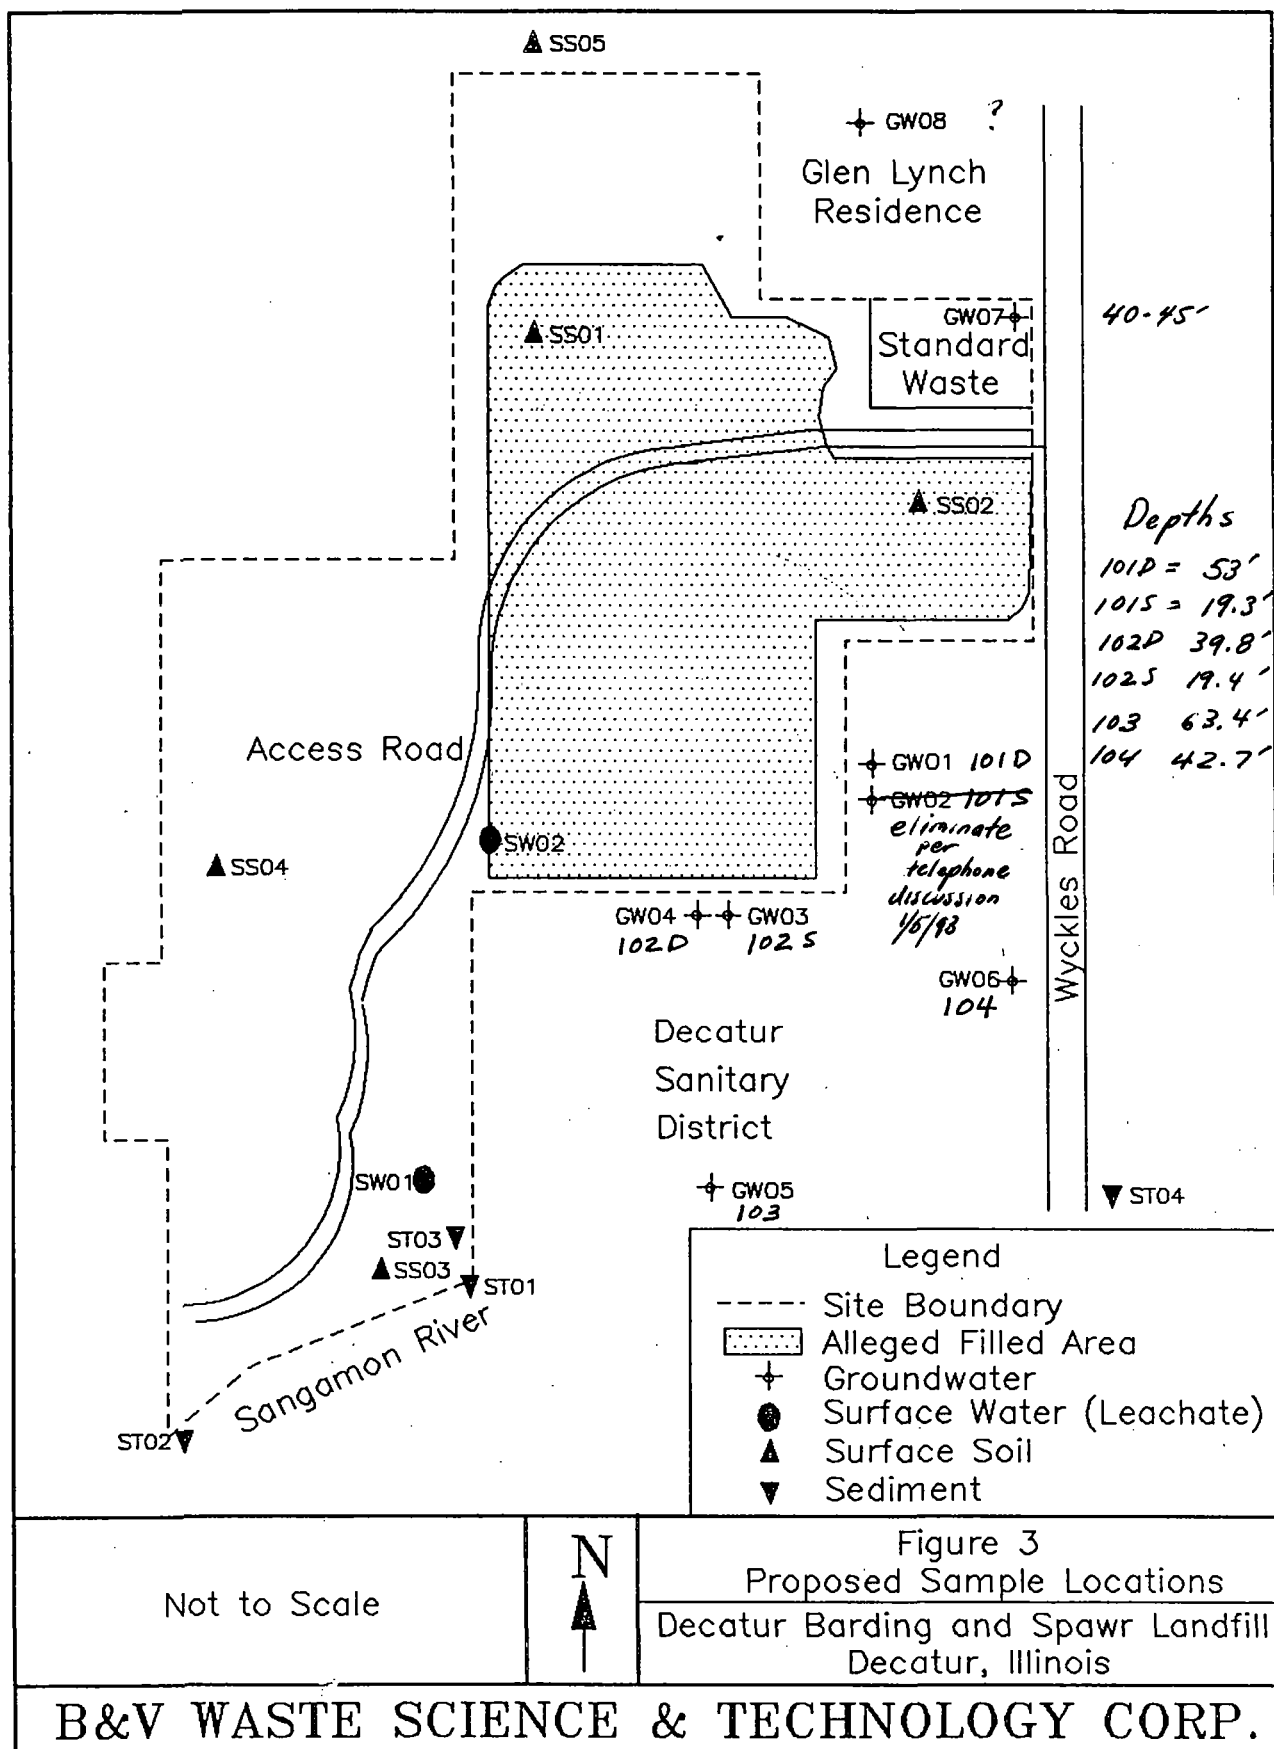 SS05
GW08 ?
Glen Lynch
Residence
GW07
40-45'
SS01
Standard
Waste
SS02
Depths
101D = 53'
101S = 19.3'
102D 39.8'
102S 19.4'
103 63.4'
104 42.7'
Access Road
GW01 101D
GW02 101S
eliminate
per
telephone
discussion
1/5/93
SW02
SS04
Wyckles Road
GW04 GW03
102D 102S
GW06
104
Decatur
Sanitary
District
SW01
GW05
103
ST04
ST03
SS03
ST01
Sangamon River
ST02
Legend
Site Boundary
Alleged Filled Area
Groundwater
Surface Water (Leachate)
Surface Soil
Sediment
Not to Scale
N
Figure 3
Proposed Sample Locations
Decatur Barding and Spawr Landfill
Decatur, Illinois
B&V WASTE SCIENCE & TECHNOLOGY CORP.